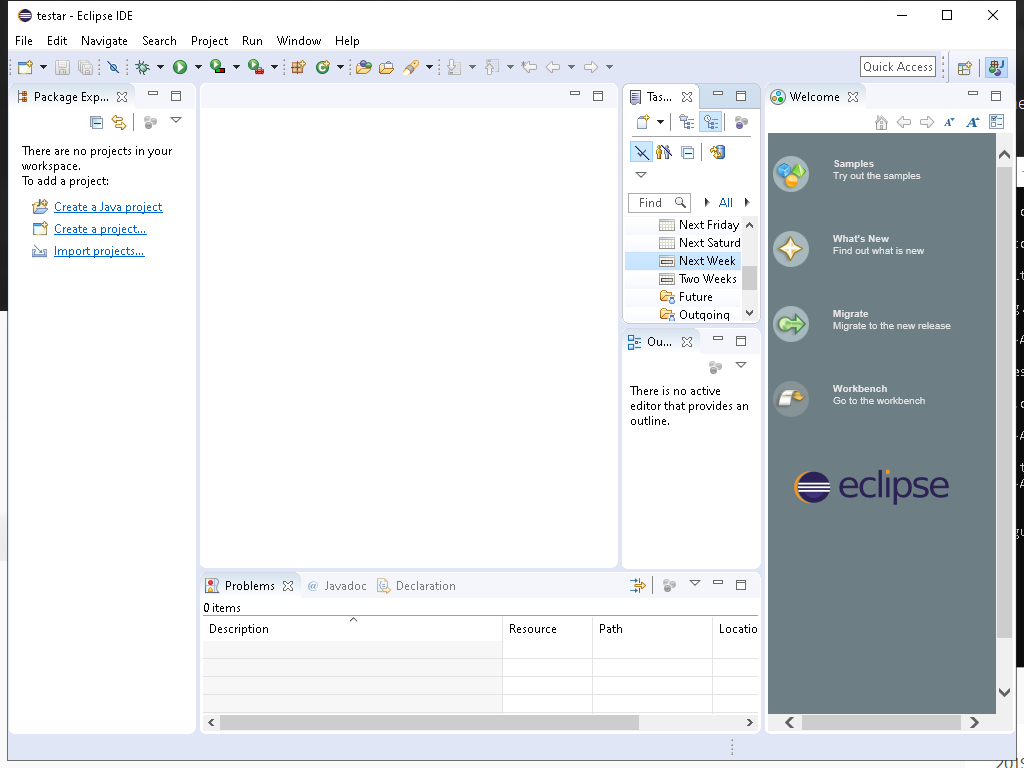 testar - Eclipse IDE
File Edit Navigate Search Project Run Window Help
Quick Access
Package Exp...
There are no projects in your
workspace.
To add a project:
Create a Java project
Create a project...
Import projects...
Tas...
Find
All
Next Friday
Next Saturd
Next Week
Two Weeks
Future
Outgoing
Ou...
There is no active
editor that provides an
outline.
Welcome
Samples
Try out the samples
What's New
Find out what is new
Migrate
Migrate to the new release
Workbench
Go to the workbench
eclipse
Problems @ Javadoc Declaration
0 items
Description Resource Path Locatio